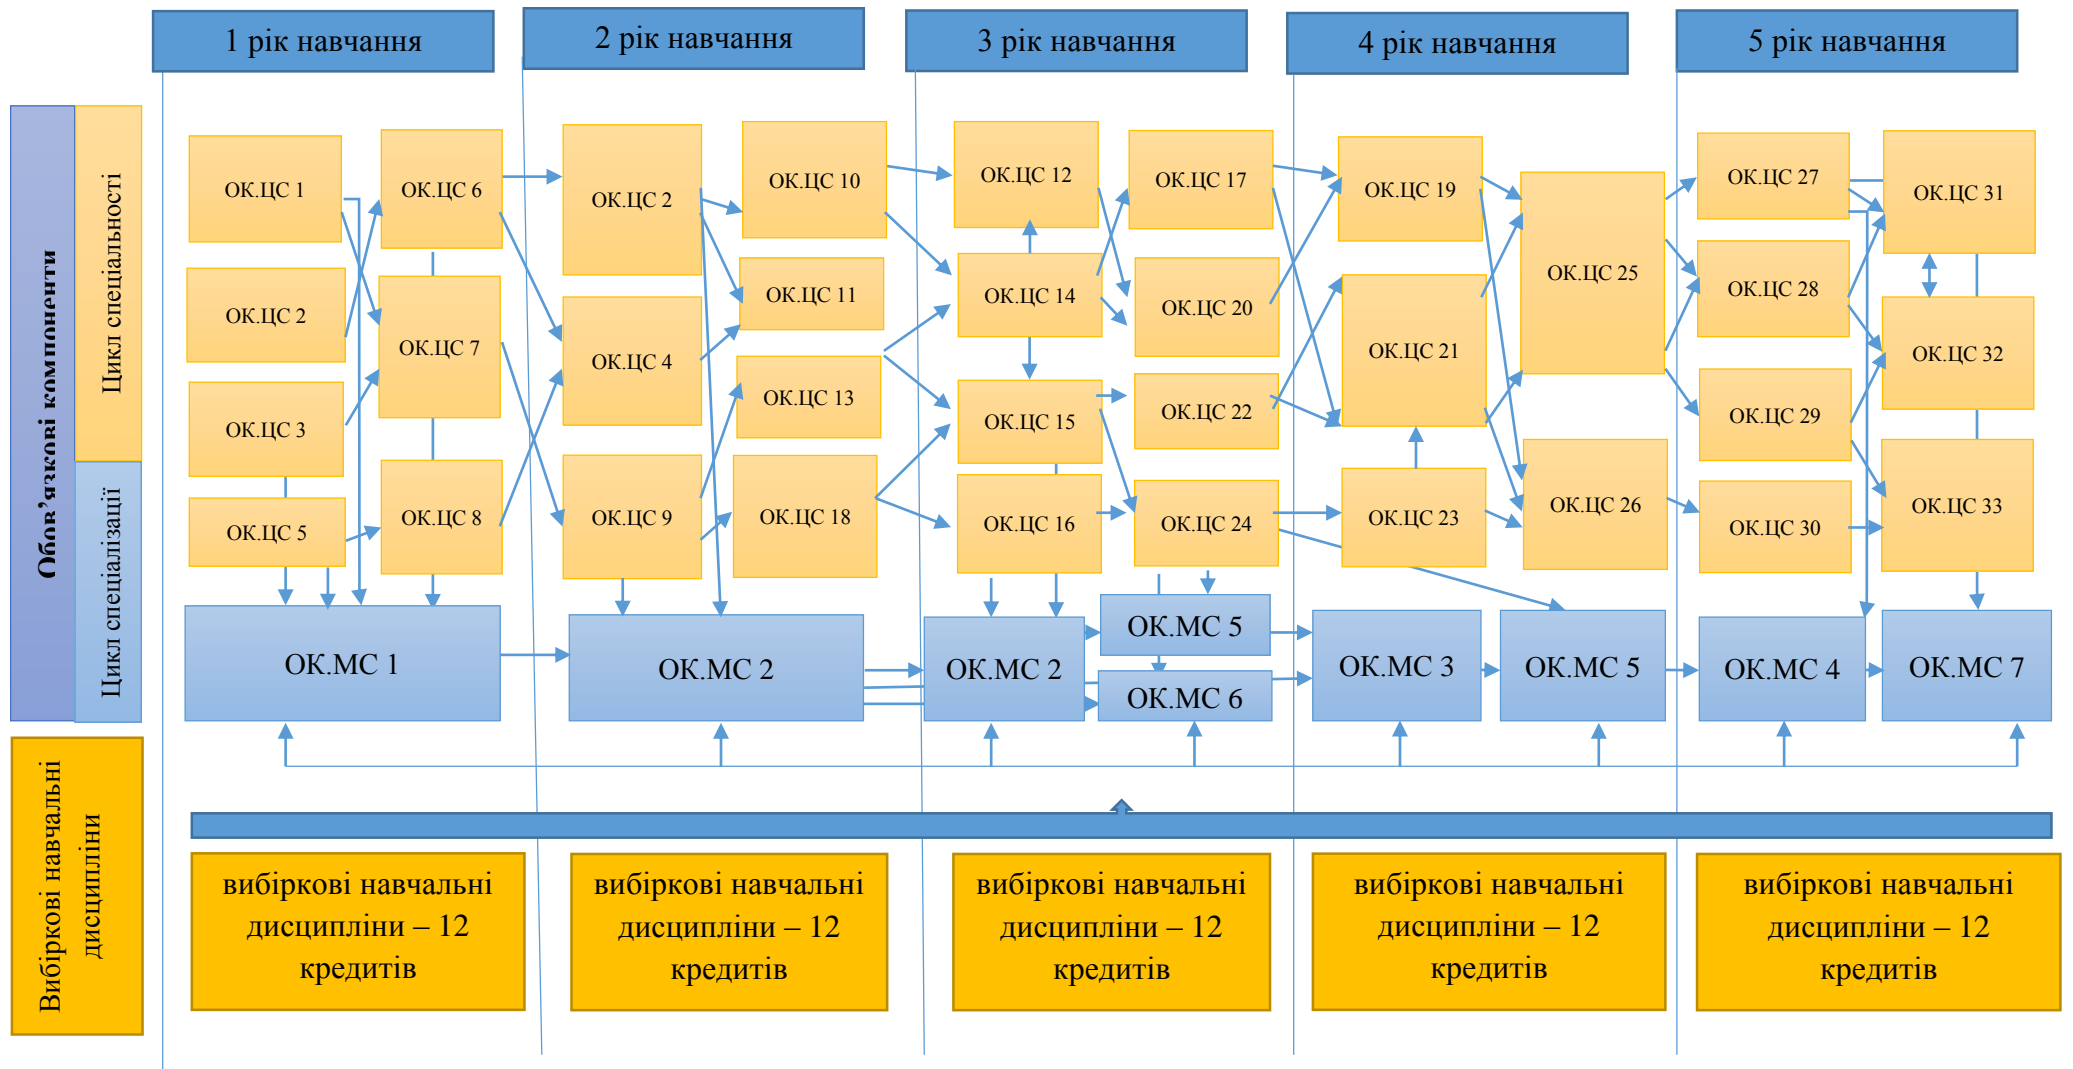 1 рік навчання
2 рік навчання
3 рік навчання
4 рік навчання
5 рік навчання
Обов’язкові компоненти
Цикл спеціальності
Цикл спеціалізації
Вибіркові навчальні
дисципліни
ОК.ЦС 1
ОК.ЦС 2
ОК.ЦС 3
ОК.ЦС 5
ОК.ЦС 6
ОК.ЦС 7
ОК.ЦС 8
ОК.МС 1
ОК.ЦС 2
ОК.ЦС 4
ОК.ЦС 9
ОК.ЦС 10
ОК.ЦС 11
ОК.ЦС 13
ОК.ЦС 18
ОК.МС 2
ОК.ЦС 12
ОК.ЦС 14
ОК.ЦС 15
ОК.ЦС 16
ОК.ЦС 17
ОК.ЦС 20
ОК.ЦС 22
ОК.ЦС 24
ОК.МС 2
ОК.МС 5
ОК.МС 6
ОК.ЦС 19
ОК.ЦС 21
ОК.ЦС 23
ОК.ЦС 25
ОК.ЦС 26
ОК.МС 3
ОК.МС 5
ОК.ЦС 27
ОК.ЦС 28
ОК.ЦС 29
ОК.ЦС 30
ОК.ЦС 31
ОК.ЦС 32
ОК.ЦС 33
ОК.МС 4
ОК.МС 7
вибіркові навчальні
дисципліни – 12
кредитів
вибіркові навчальні
дисципліни – 12
кредитів
вибіркові навчальні
дисципліни – 12
кредитів
вибіркові навчальні
дисципліни – 12
кредитів
вибіркові навчальні
дисципліни – 12
кредитів